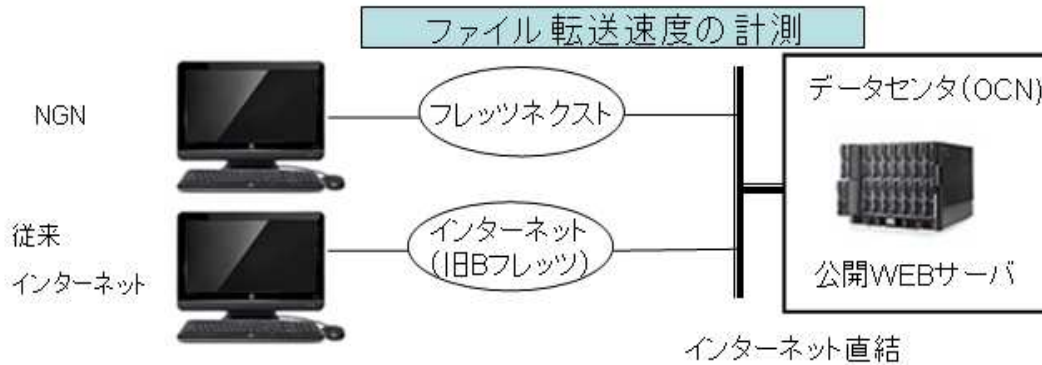 ファイル転送速度の計測
NGN
フレッツネクスト
データセンタ(OCN)
従来
インターネット
インターネット
(旧Bフレッツ)
公開WEBサーバ
インターネット直結